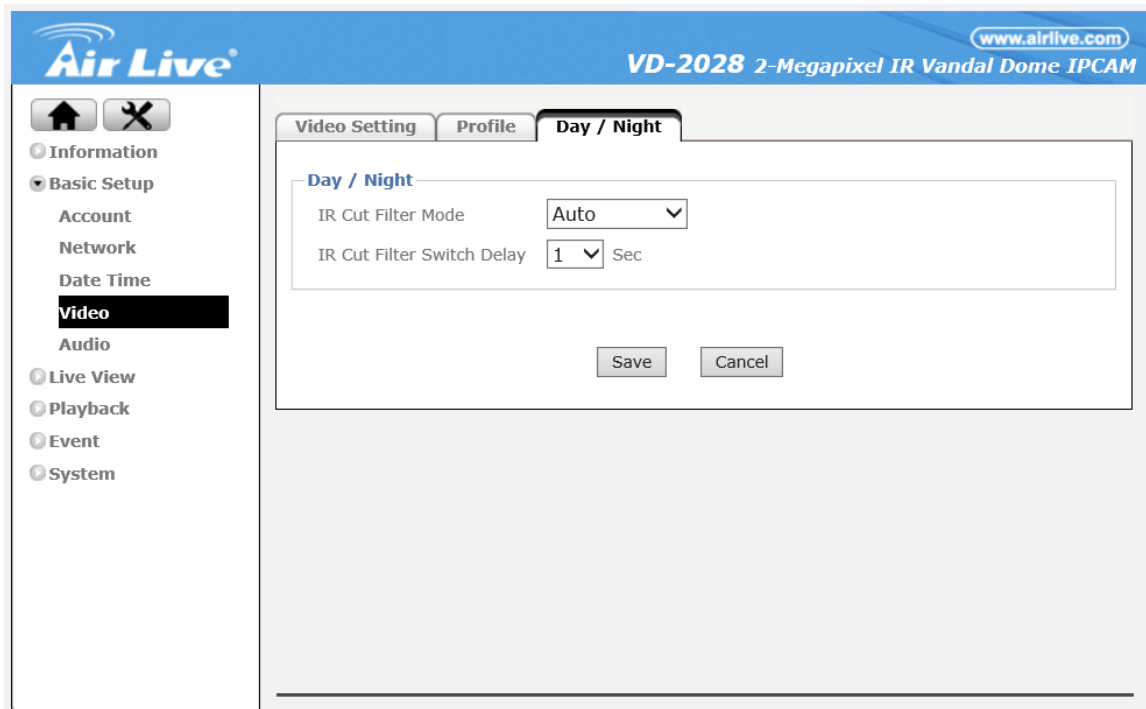 Air Live®
www.airlive.com
VD-2028 2-Megapixel IR Vandal Dome IPCAM
Information
Basic Setup
Account
Network
Date Time
Video
Audio
Live View
Playback
Event
System
Video Setting Profile Day / Night
Day / Night
IR Cut Filter Mode Auto
IR Cut Filter Switch Delay 1 Sec
Save Cancel